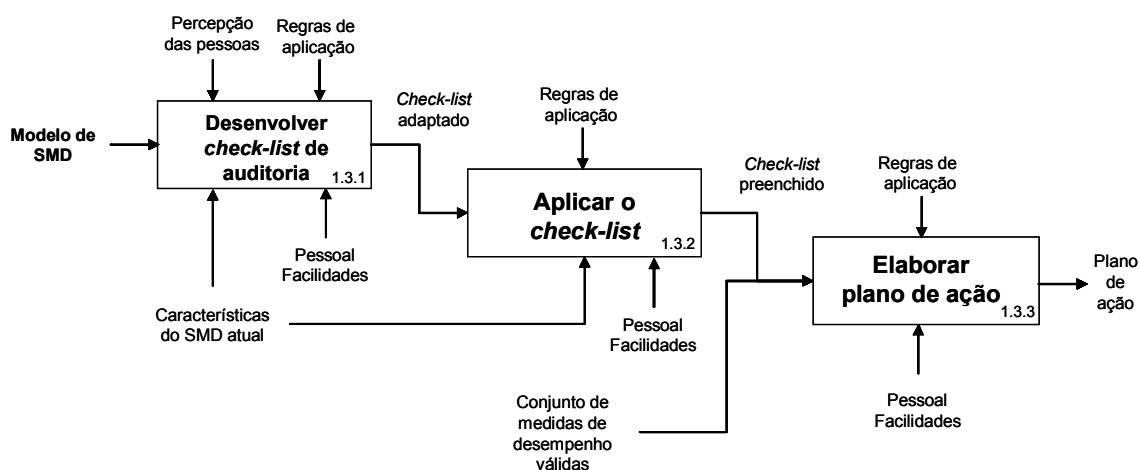 Percepção
das pessoas
Regras de
aplicação
Modelo de
SMD
Desenvolver
check-list de
auditoria
1.3.1
Check-list
adaptado
Pessoal
Facilidades
Características
do SMD atual
Regras de
aplicação
Aplicar o
check-list
1.3.2
Check-list
preenchido
Pessoal
Facilidades
Conjunto de
medidas de
desempenho
válidas
Regras de
aplicação
Elaborar
plano de ação
1.3.3
Plano
de
ação
Pessoal
Facilidades